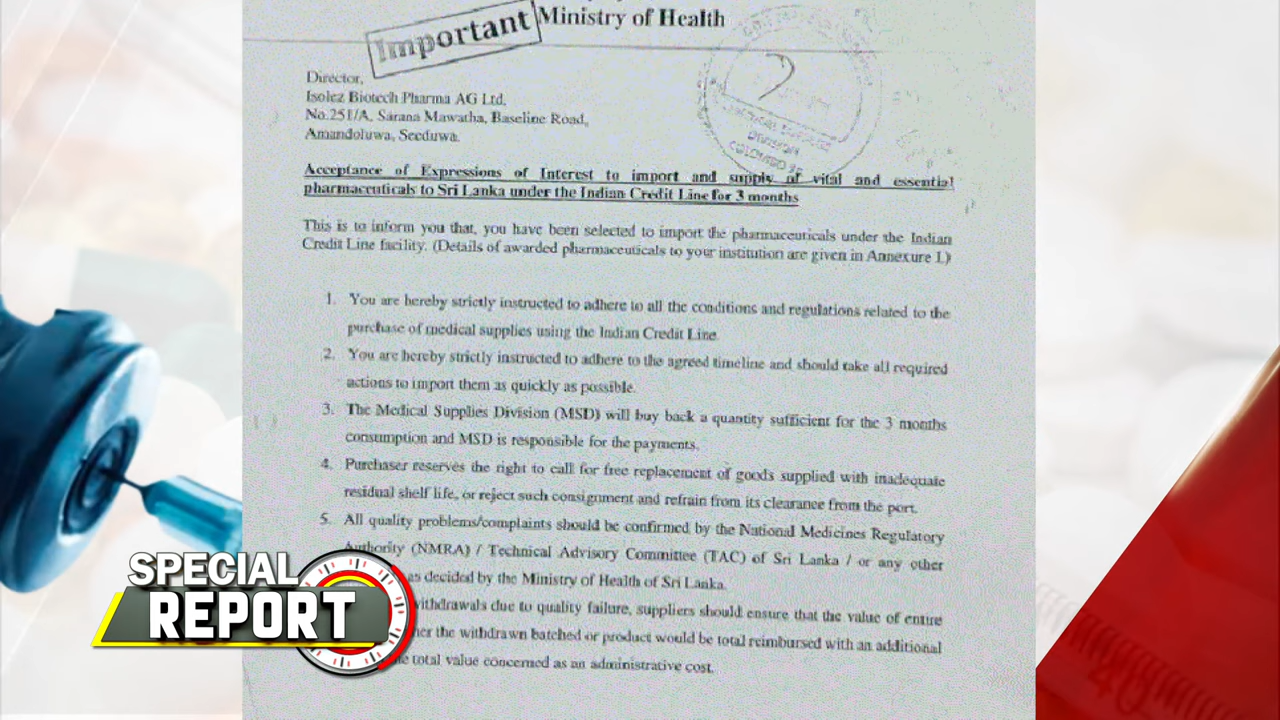 Important
Ministry of Health
Director,
Isolez Biotech Pharma AG Ltd,
No.251/A, Sarana Mawatha, Baseline Road,
Amandoluwa, Seeduwa.
Acceptance of Expressions of Interest to import and supply of vital and essential
pharmaceuticals to Sri Lanka under the Indian Credit Line for 3 months
This is to inform you that, you have been selected to import the pharmaceuticals under the Indian
Credit Line facility. (Details of awarded pharmaceuticals to your institution are given in Annexure I.)
1. You are hereby strictly instructed to adhere to all the conditions and regulations related to the
purchase of medical supplies using the Indian Credit Line.
2. You are hereby strictly instructed to adhere to the agreed timeline and should take all required
actions to import them as quickly as possible.
3. The Medical Supplies Division (MSD) will buy back a quantity sufficient for the 3 months
consumption and MSD is responsible for the payments.
4. Purchaser reserves the right to call for free replacement of goods supplied with inadequate
residual shelf life, or reject such consignment and refrain from its clearance from the port.
5. All quality problems/complaints should be confirmed by the National Medicines Regulatory
Authority (NMRA) / Technical Advisory Committee (TAC) of Sri Lanka / or any other
as decided by the Ministry of Health of Sri Lanka.
due to quality failure, suppliers should ensure that the value of entire
the withdrawn batched or product would be total reimbursed with an additional
total value concerned as an administrative cost.
DIVISION
SPECIAL
REPORT